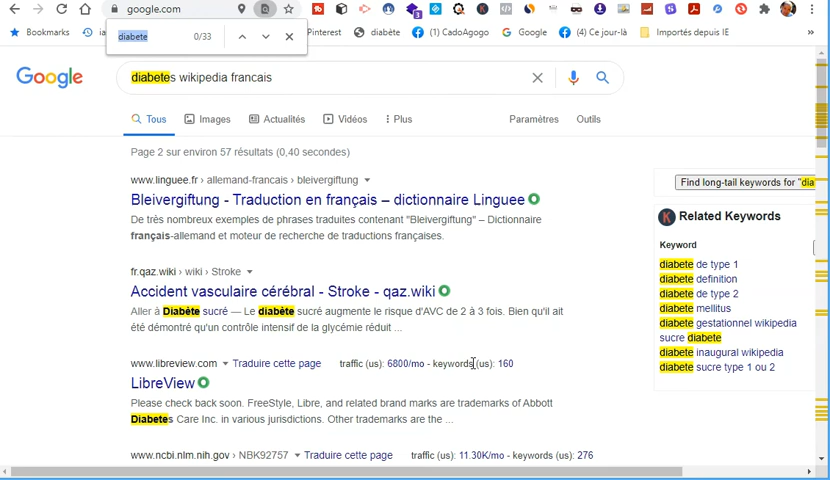 google.com
Bookmarks
Pinterest
diabète
(1) CadoAgogo
Google
(4) Ce jour-là
Importés depuis IE
diabete
0/33
Google
diabetes wikipedia francais
Tous
Images
Actualités
Vidéos
Plus
Paramètres
Outils
Page 2 sur environ 57 résultats (0,40 secondes)
www.linguee.fr › allemand-francais › bleivergiftung
Bleivergiftung - Traduction en français – dictionnaire Linguee
De très nombreux exemples de phrases traduites contenant "Bleivergiftung" – Dictionnaire
français-allemand et moteur de recherche de traductions françaises.
fr.qaz.wiki › wiki › Stroke
Accident vasculaire cérébral - Stroke - qaz.wiki
Aller à Diabète sucré — Le diabète sucré augmente le risque d'AVC de 2 à 3 fois. Bien qu'il ait
été démontré qu'un contrôle intensif de la glycémie réduit ...
www.libreview.com Traduire cette page traffic (us): 6800/mo - keywords (us): 160
LibreView
Please check back soon. FreeStyle, Libre, and related brand marks are trademarks of Abbott
Diabetes Care Inc. in various jurisdictions. Other trademarks are the ...
www.ncbi.nlm.nih.gov › NBK92757 Traduire cette page traffic (us): 11.30K/mo - keywords (us): 276
Find long-tail keywords for "dia
K Related Keywords
Keyword
diabete de type 1
diabete definition
diabete de type 2
diabete mellitus
diabete gestationnel wikipedia
sucre diabete
diabete inaugural wikipedia
diabete sucre type 1 ou 2